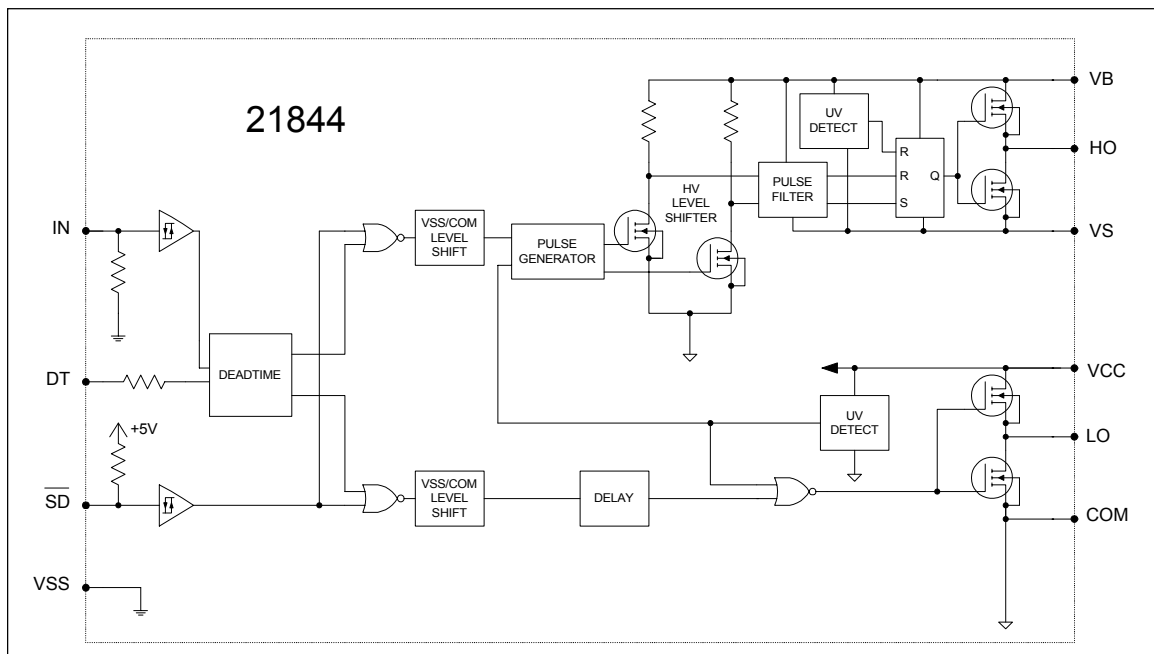 21844
VB
UV
DETECT
R
R
S
Q
HO
PULSE
FILTER
HV
LEVEL
SHIFTER
IN
VSS/COM
LEVEL
SHIFT
PULSE
GENERATOR
VS
DEADTIME
DT
VCC
UV
DETECT
+5V
LO
SD
VSS/COM
LEVEL
SHIFT
DELAY
COM
VSS